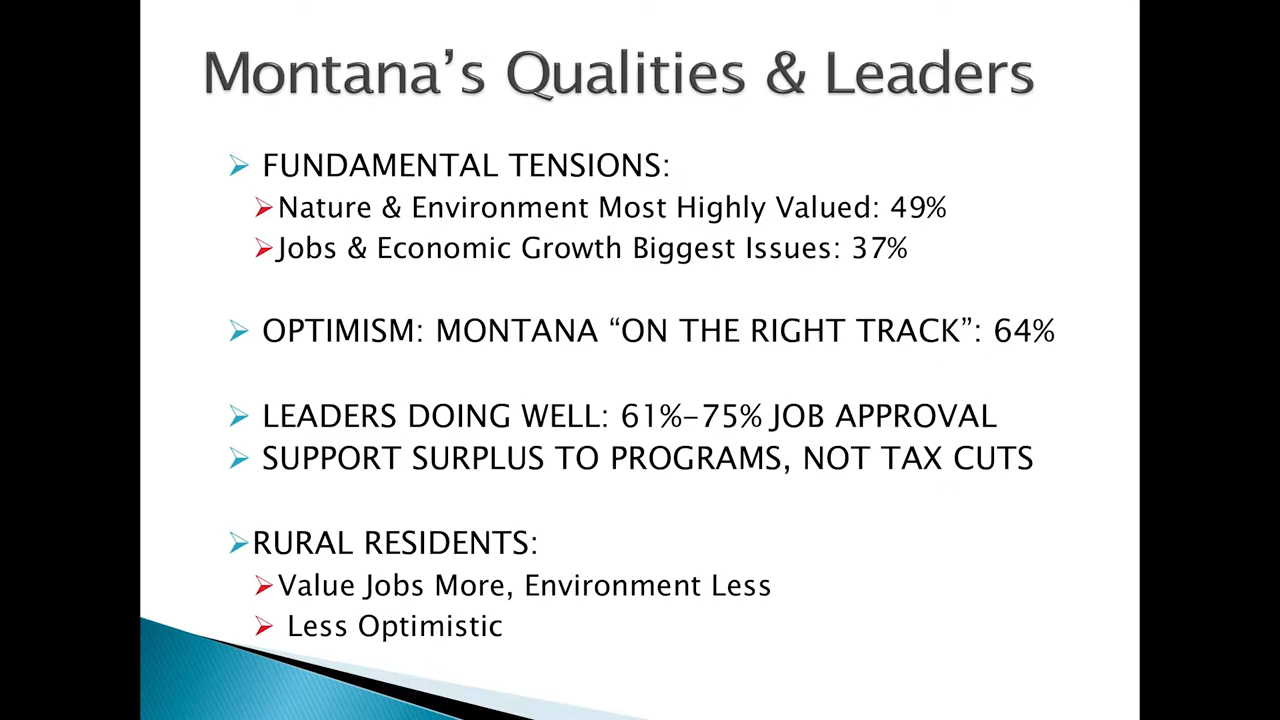 Montana’s Qualities & Leaders
FUNDAMENTAL TENSIONS:
Nature & Environment Most Highly Valued: 49%
Jobs & Economic Growth Biggest Issues: 37%
OPTIMISM: MONTANA “ON THE RIGHT TRACK”: 64%
LEADERS DOING WELL: 61%-75% JOB APPROVAL
SUPPORT SURPLUS TO PROGRAMS, NOT TAX CUTS
RURAL RESIDENTS:
Value Jobs More, Environment Less
Less Optimistic